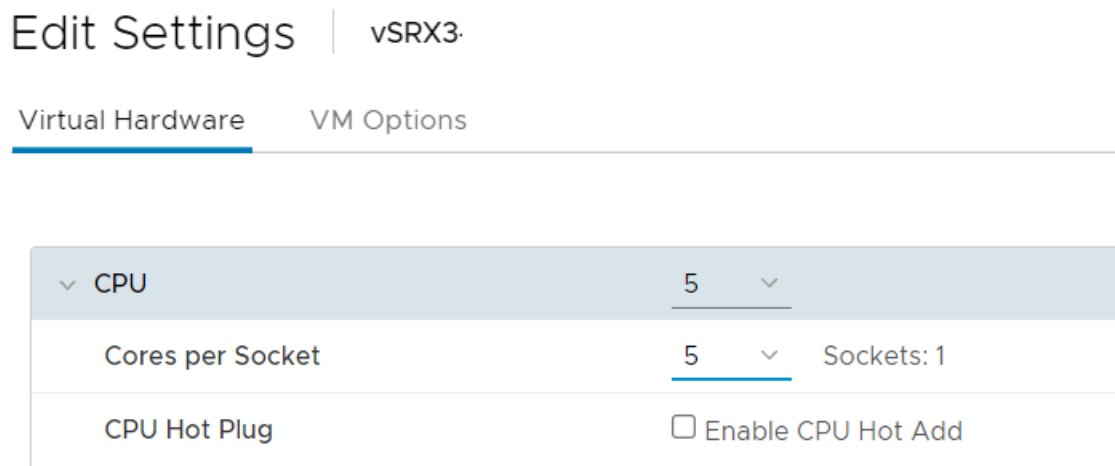 Edit Settings vSRX3
Virtual Hardware VM Options
CPU 5
Cores per Socket 5 Sockets: 1
CPU Hot Plug Enable CPU Hot Add